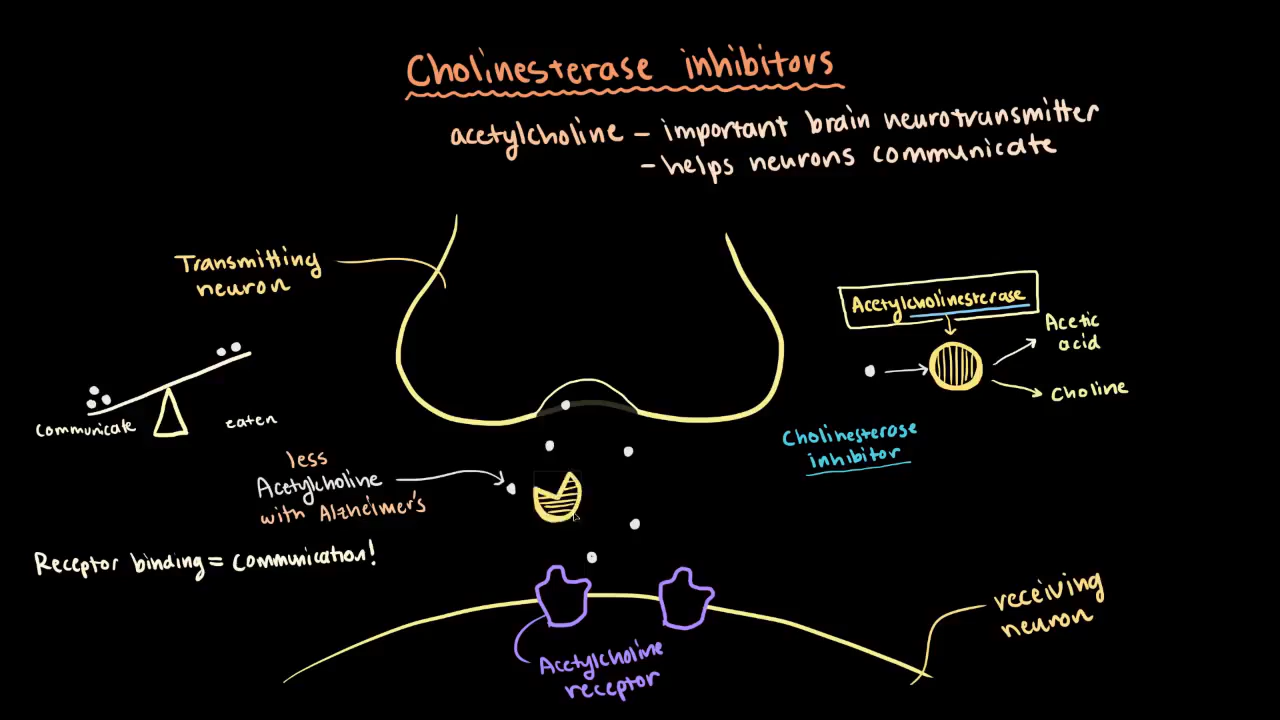 Cholinesterase inhibitors
acetylcholine – important brain neurotransmitter
– helps neurons communicate
Transmitting
neuron
Acetylcholinesterase
Acetic
acid
Choline
communicate
eaten
Cholinesterase
inhibitor
less
Acetylcholine
with Alzheimer's
Receptor binding = communication!
receiving
neuron
Acetylcholine
receptor